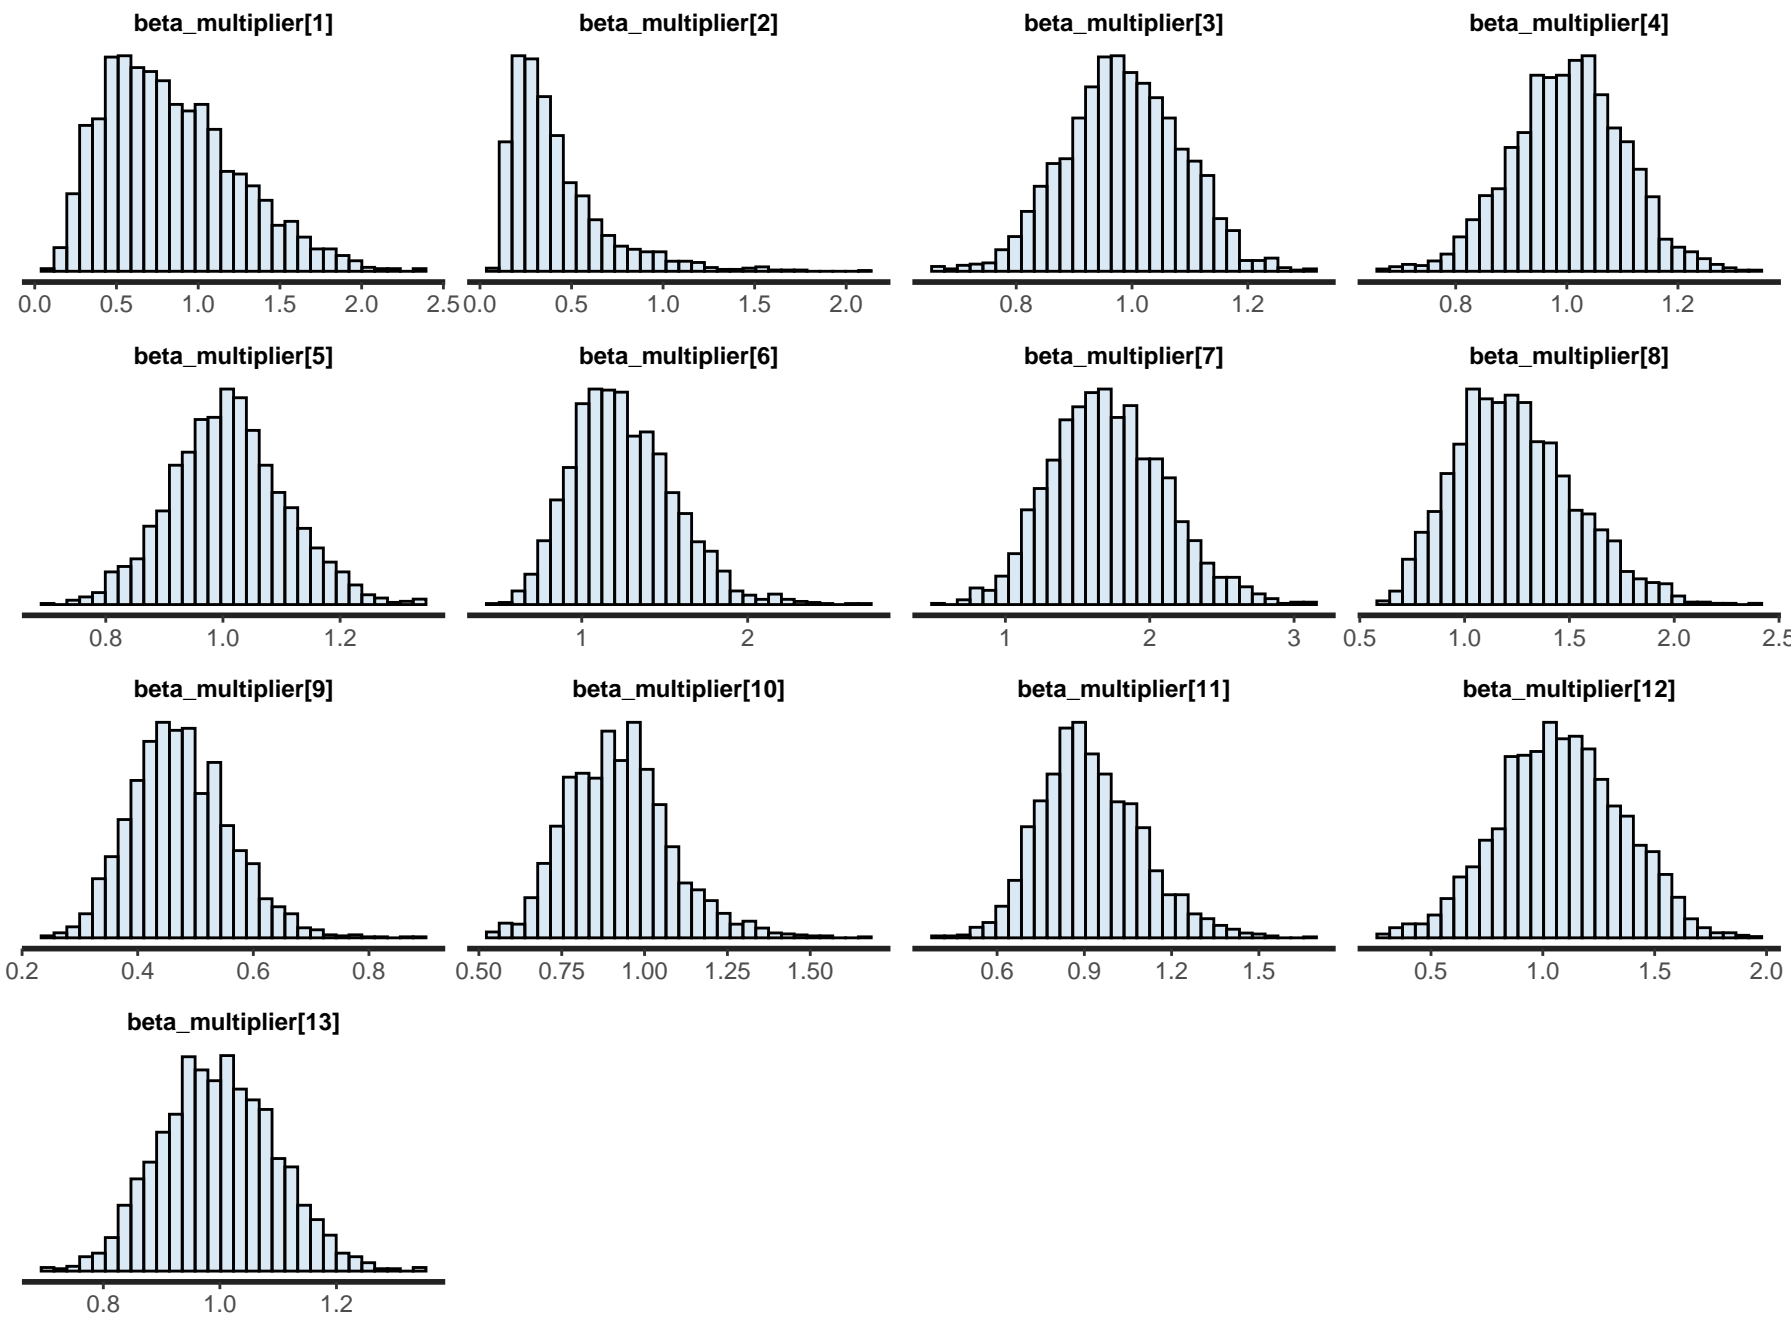 beta_multiplier[1] beta_multiplier[2] beta_multiplier[3] beta_multiplier[4]
0.0 0.5 1.0 1.5 2.0 2.5 0.0 0.5 1.0 1.5 2.0 0.8 1.0 1.2 0.8 1.0 1.2
beta_multiplier[5] beta_multiplier[6] beta_multiplier[7] beta_multiplier[8]
0.8 1.0 1.2 1 2 1 2 3 0.5 1.0 1.5 2.0 2.5
beta_multiplier[9] beta_multiplier[10] beta_multiplier[11] beta_multiplier[12]
0.2 0.4 0.6 0.8 0.50 0.75 1.00 1.25 1.50 0.6 0.9 1.2 1.5 0.5 1.0 1.5 2.0
beta_multiplier[13]
0.8 1.0 1.2